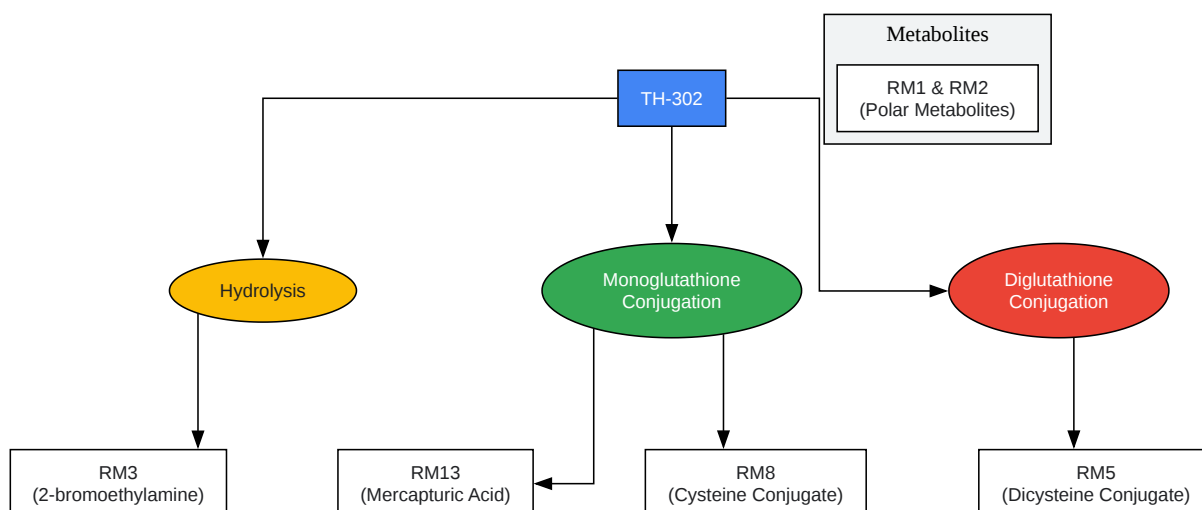 Metabolites
RM1 & RM2
(Polar Metabolites)
TH-302
Hydrolysis
Monoglutathione
Conjugation
Diglutathione
Conjugation
RM3
(2-bromoethylamine)
RM13
(Mercapturic Acid)
RM8
(Cysteine Conjugate)
RM5
(Dicysteine Conjugate)